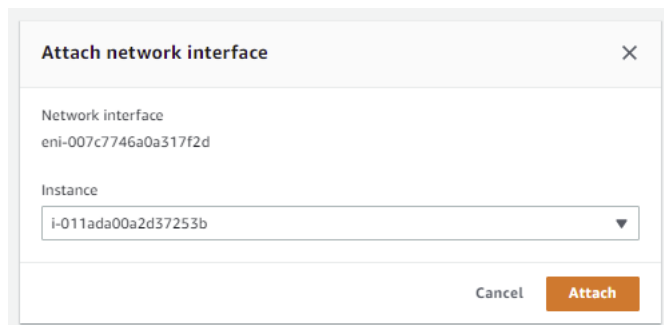 Attach network interface
Network interface
eni-007c7746a0a317f2d
Instance
i-011ada00a2d37253b
Cancel Attach